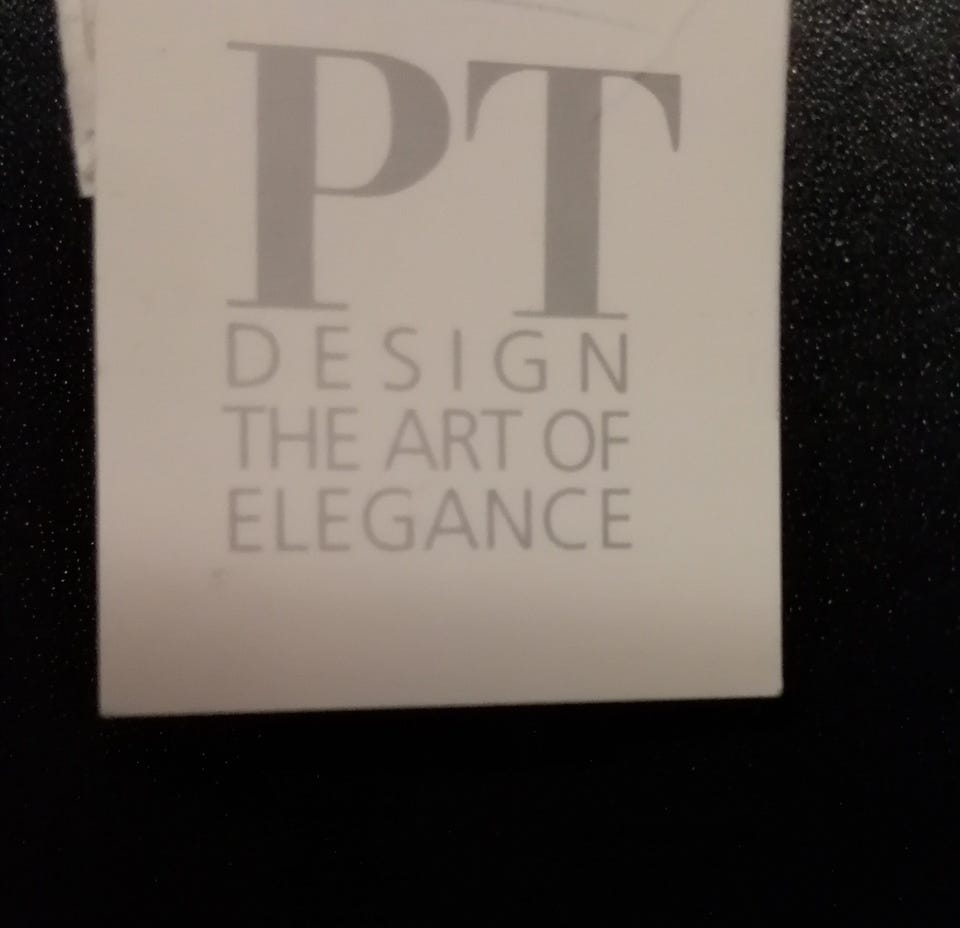 PT
DESIGN
THE ART OF
ELEGANCE